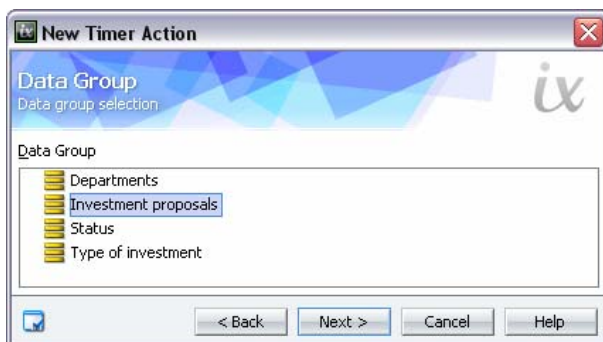 ix New Timer Action
Data Group
Data group selection
ix
Data Group
Departments
Investment proposals
Status
Type of investment
< Back Next > Cancel Help